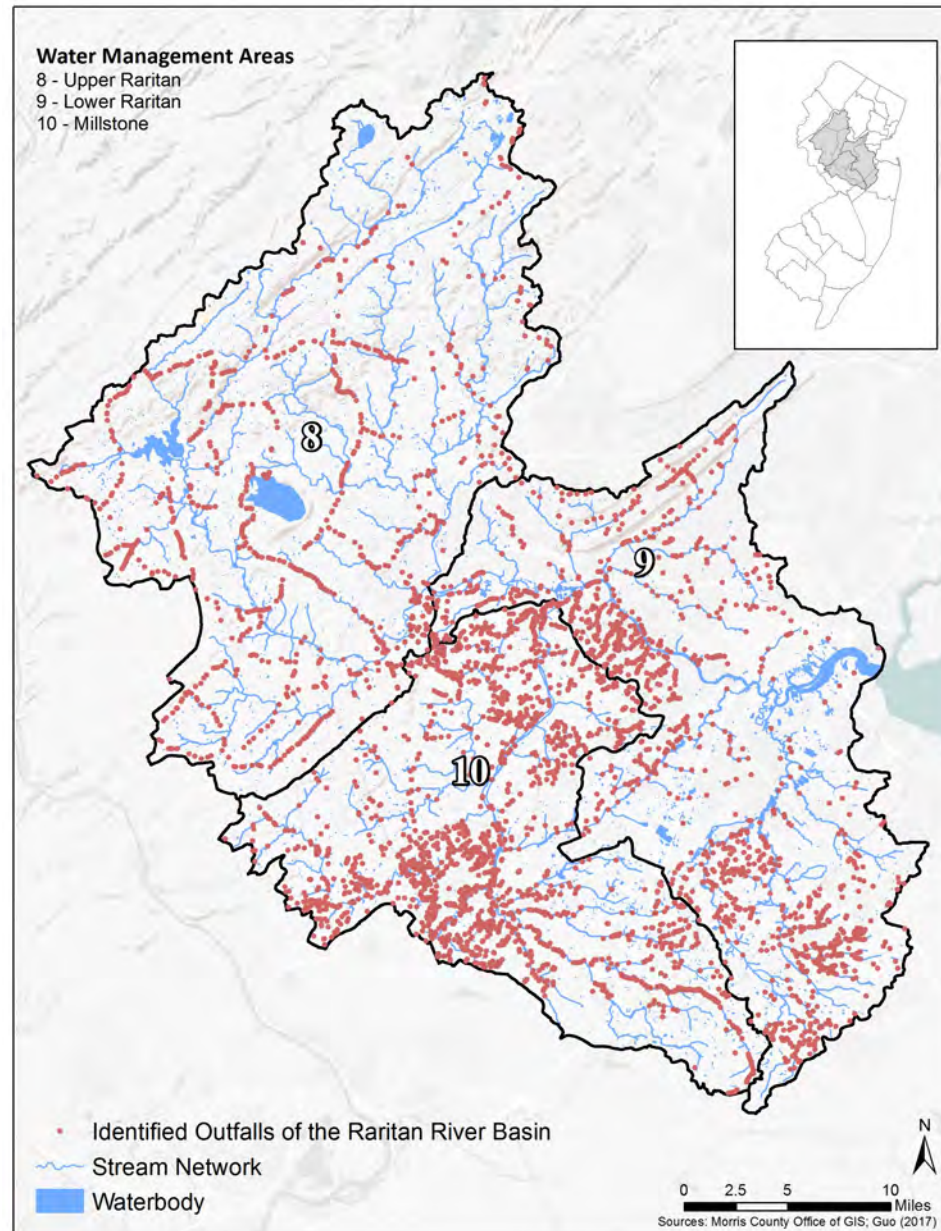 Water Management Areas
8 - Upper Raritan
9 - Lower Raritan
10 - Millstone
8
9
10
Identified Outfalls of the Raritan River Basin
Stream Network
Waterbody
N
0 2.5 5 10
Miles
Sources: Morris County Office of GIS; Guo (2017)